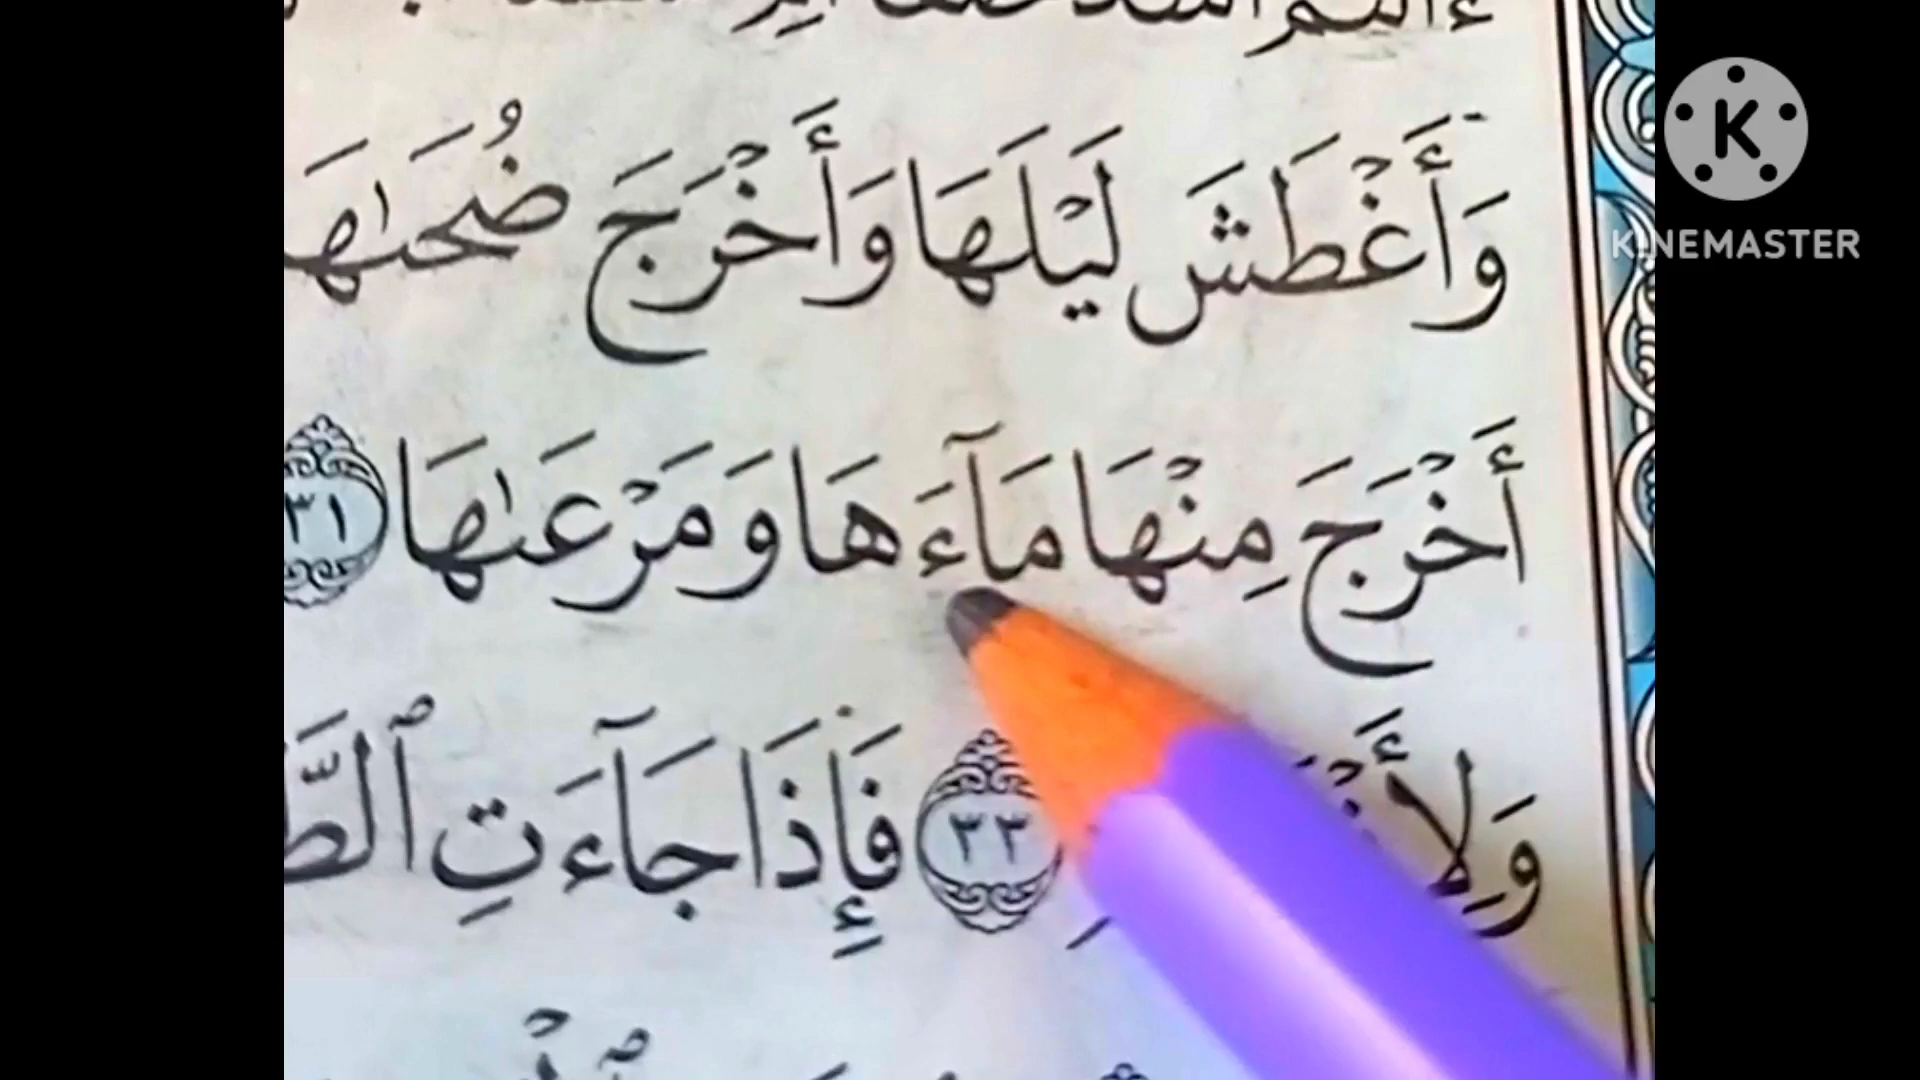 وَأَغْطَشَ لَيْلَهَا وَأَخْرَجَ ضُحَىٰهَا
أَخْرَجَ مِنْهَا مَآءَهَا وَمَرْعَىٰهَا ٣١
٣٣ فَإِذَا جَآءَتِ
K
KINEMASTER